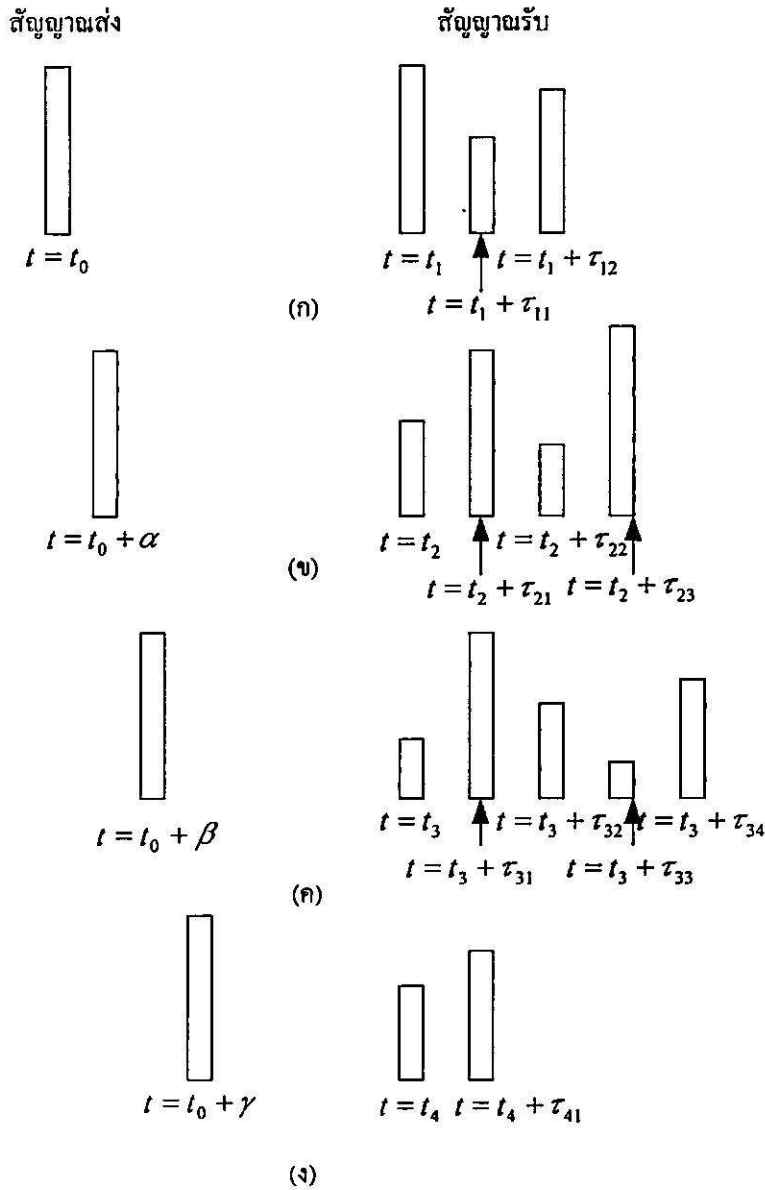 สัญญาณส่ง สัญญาณรับ
t = t₀ t = t₁ t = t₁ + τ₁₂
(ก) t = t₁ + τ₁₁
t = t₀ + α t = t₂ t = t₂ + τ₂₂
(ข) t = t₂ + τ₂₁ t = t₂ + τ₂₃
t = t₀ + β t = t₃ t = t₃ + τ₃₂ t = t₃ + τ₃₄
(ค) t = t₃ + τ₃₁ t = t₃ + τ₃₃
t = t₀ + γ t = t₄ t = t₄ + τ₄₁
(ง)